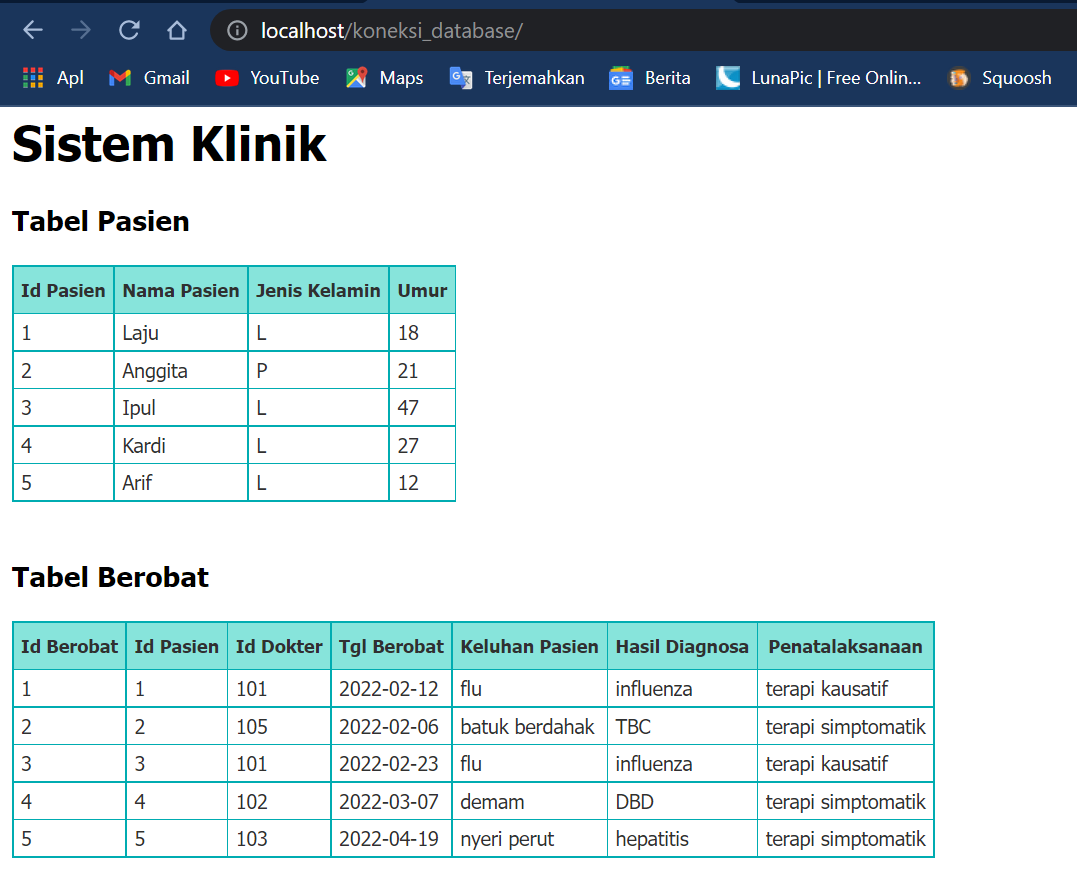 localhost/koneksi_database/
Apl Gmail YouTube Maps Terjemahkan Berita LunaPic | Free Onlin... Squoosh
Sistem Klinik
Tabel Pasien
Id Pasien Nama Pasien Jenis Kelamin Umur
1 Laju L 18
2 Anggita P 21
3 Ipul L 47
4 Kardi L 27
5 Arif L 12
Tabel Berobat
Id Berobat Id Pasien Id Dokter Tgl Berobat Keluhan Pasien Hasil Diagnosa Penatalaksanaan
1 1 101 2022-02-12 flu influenza terapi kausatif
2 2 105 2022-02-06 batuk berdahak TBC terapi simptomatik
3 3 101 2022-02-23 flu influenza terapi kausatif
4 4 102 2022-03-07 demam DBD terapi simptomatik
5 5 103 2022-04-19 nyeri perut hepatitis terapi simptomatik